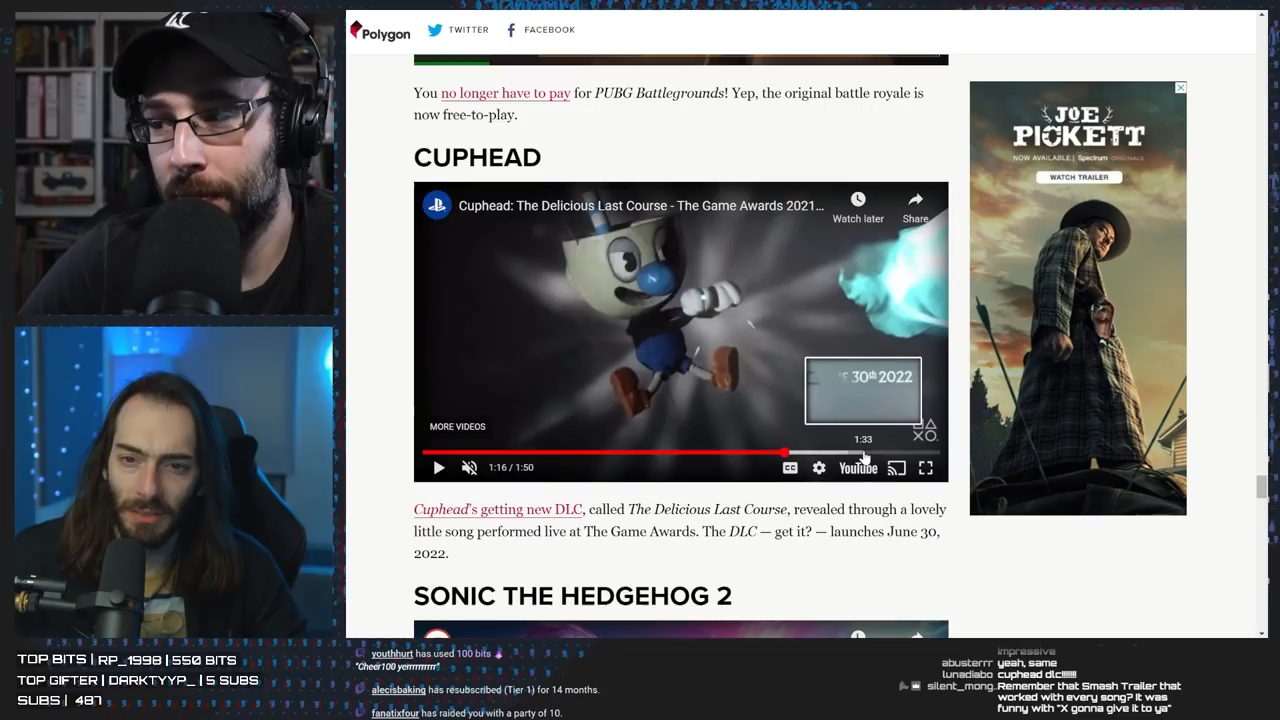 Polygon
TWITTER
FACEBOOK
You no longer have to pay for PUBG Battlegrounds! Yep, the original battle royale is
now free-to-play.
CUPHEAD
Cuphead: The Delicious Last Course - The Game Awards 2021...
Watch later
Share
30th 2022
MORE VIDEOS
1:33
1:16 / 1:50
CC
YouTube
Cuphead's getting new DLC, called The Delicious Last Course, revealed through a lovely
little song performed live at The Game Awards. The DLC — get it? — launches June 30,
2022.
SONIC THE HEDGEHOG 2
JOE
PICKETT
NOW AVAILABLE | Spectrum ORIGINALS
WATCH TRAILER
TOP BITS | RP_1998 | 550 BITS
TOP GIFTER | DARKTYYP_ | 5 SUBS
SUBS | 487
youthhurt has used 100 bits
"Cheer100 yerrrrrrrrr"
alecisbaking has resubscribed (Tier 1) for 14 months.
fanatixfour has raided you with a party of 10.
impressive
abusterrr yeah, same
lunadiabo cuphead dlc!!!!!!!
silent_mong Remember that Smash Trailer that
worked with every song? It was
funny with "X gonna give it to ya"